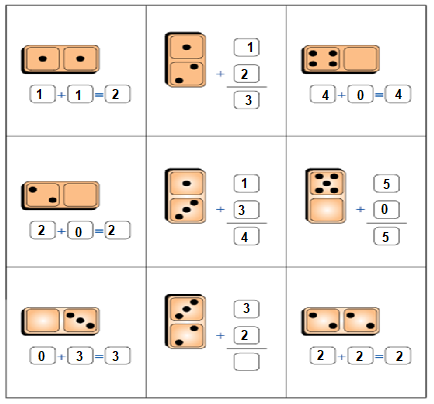 1 + 1 = 2
1
+ 2
3
4 + 0 = 4
2 + 0 = 2
1
+ 3
4
5
+ 0
5
0 + 3 = 3
3
+ 2
2 + 2 = 2